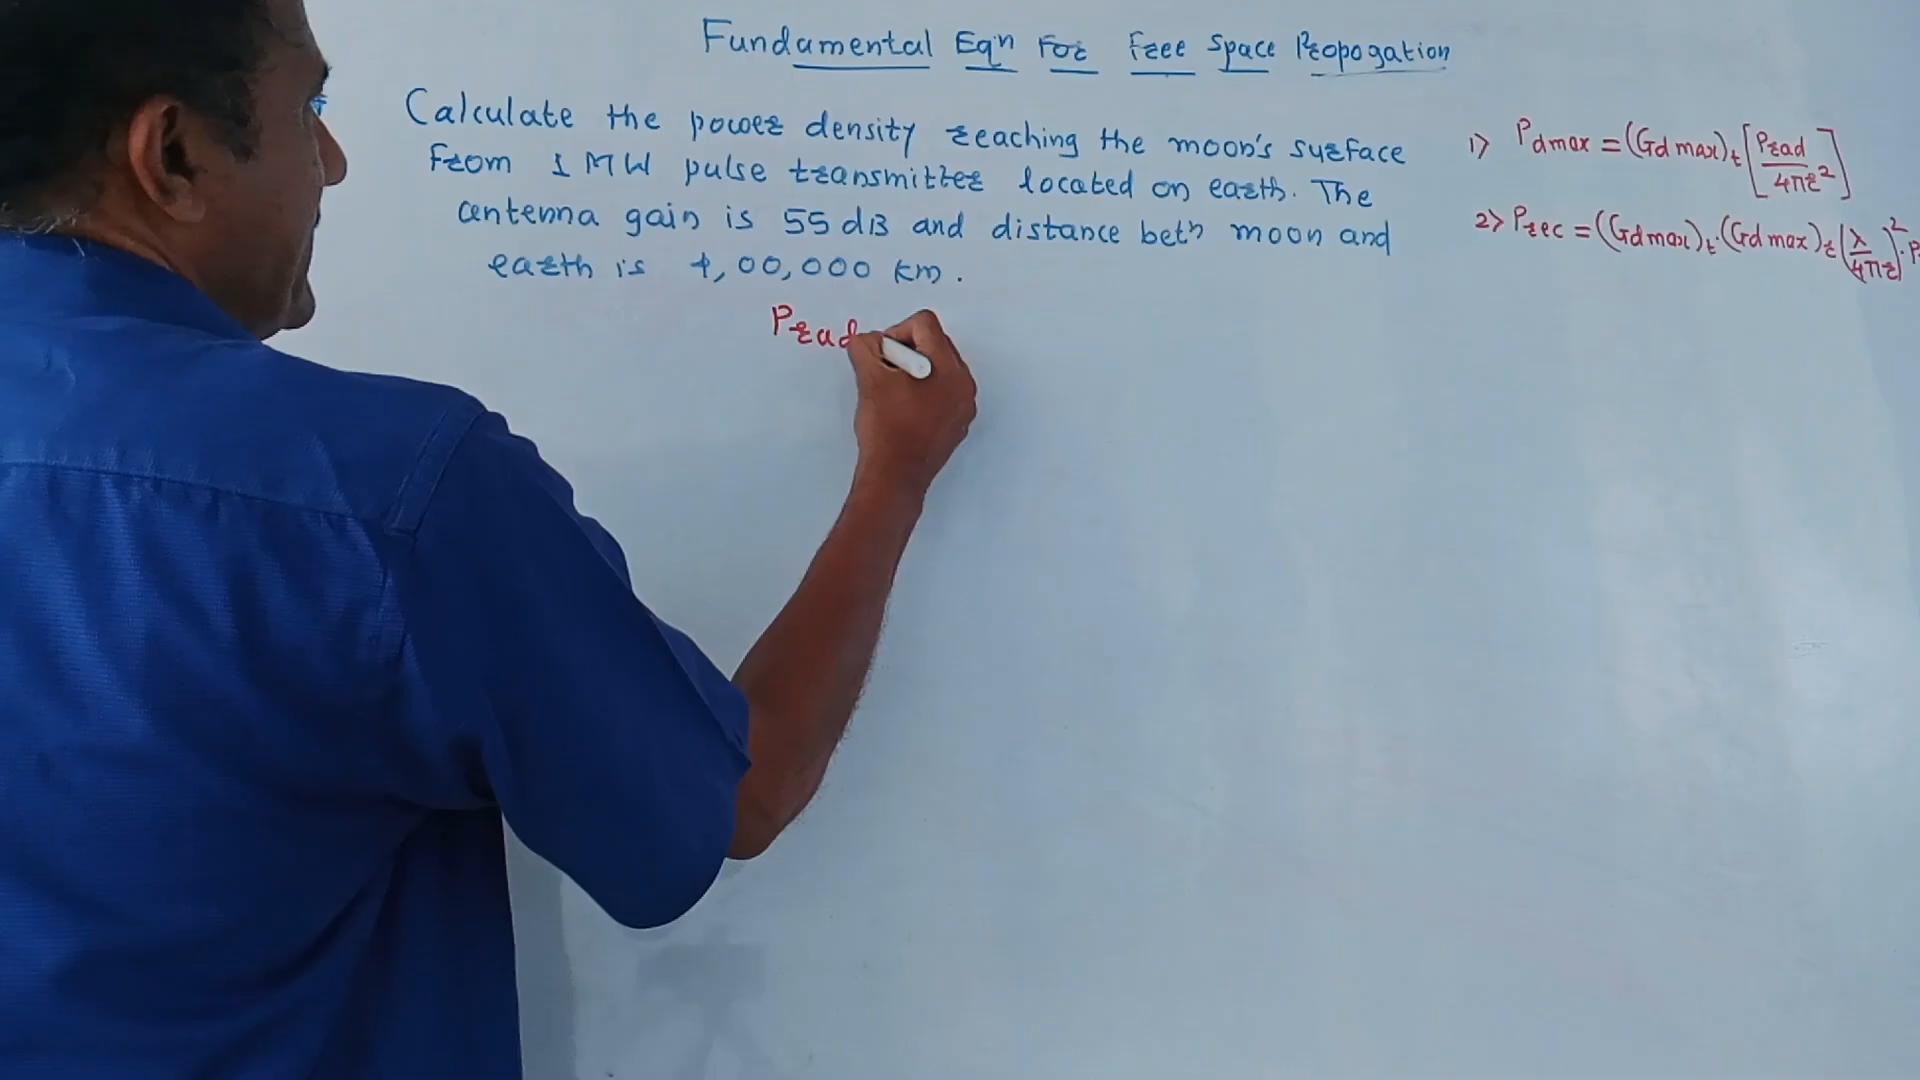 Fundamental Eqn For Free Space Propogation
Calculate the power density reaching the moon's surface
From 1 MW pulse transmitter located on earth. The
antenna gain is 55 dB and distance betn moon and
earth is 4,00,000 km.
1) Pdmax = (Gd max)t [Prad / 4πr²]
2) Prec = (Gdmax)t · (Gdmax)r (λ / 4πr)² ·
Prad